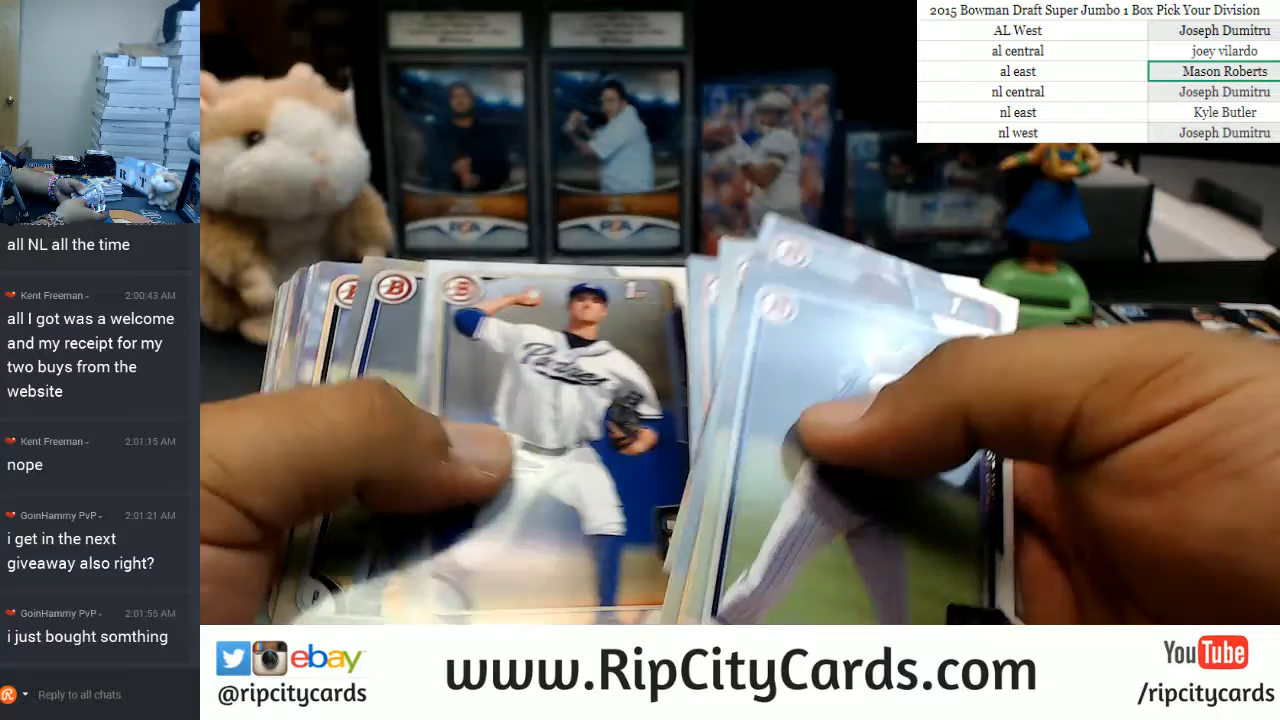 2015 Bowman Draft Super Jumbo 1 Box Pick Your Division
AL West Joseph Dumitru
al central joey vilardo
al east Mason Roberts
nl central Joseph Dumitru
nl east Kyle Butler
nl west Joseph Dumitru
all NL all the time
Kent Freeman 2:00:43 AM
all I got was a welcome
and my receipt for my
two buys from the
website
Kent Freeman 2:01:15 AM
nope
GoinHammy PvP 2:01:21 AM
i get in the next
giveaway also right?
GoinHammy PvP 2:01:55 AM
i just bought somthing
Reply to all chats
B B B 1st
Padres
ebay
@ripcitycards
www.RipCityCards.com
YouTube
/ripcitycards